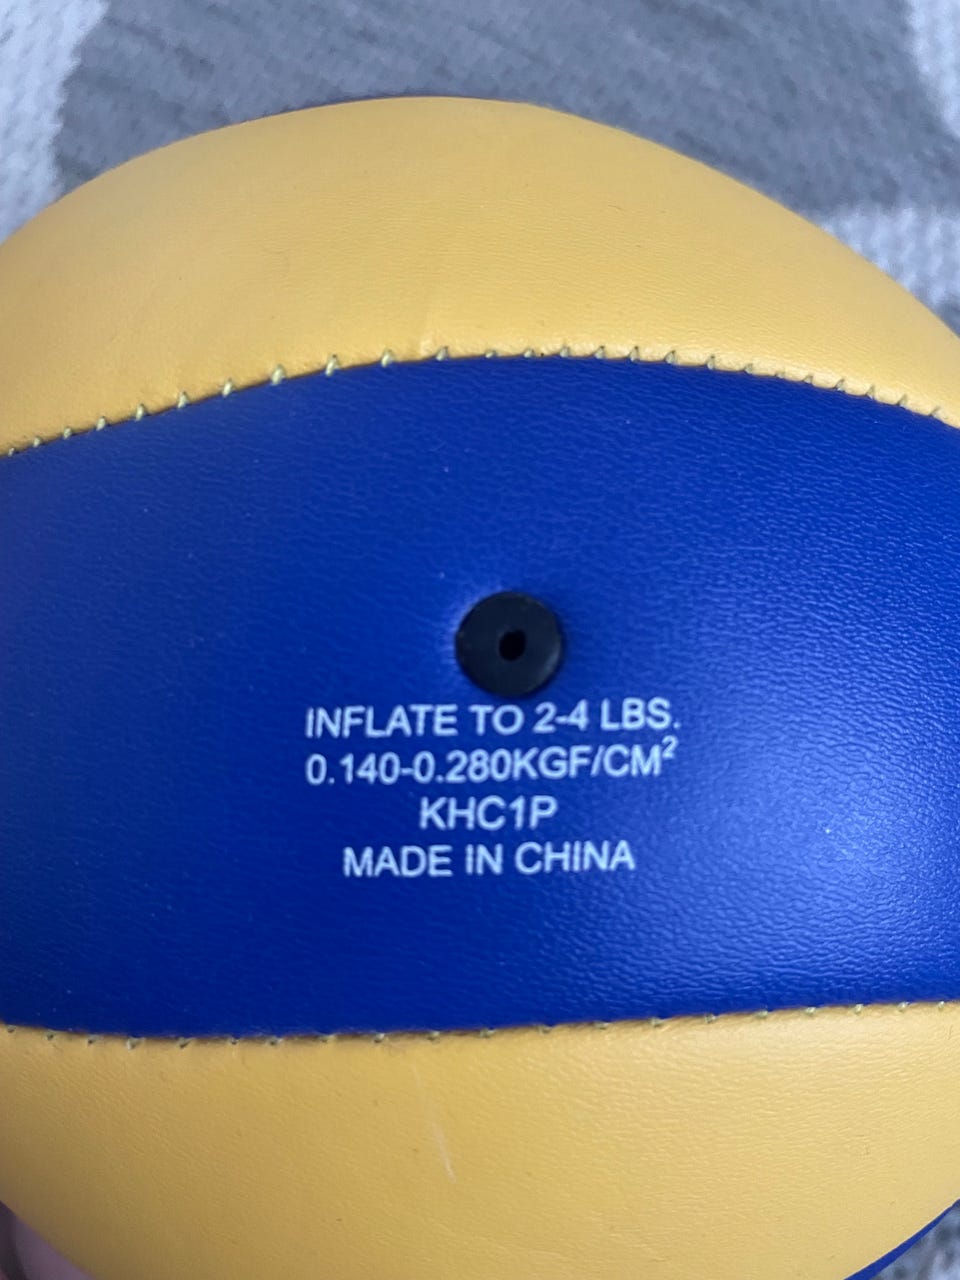 INFLATE TO 2-4 LBS.
0.140-0.280KGF/CM²
KHC1P
MADE IN CHINA